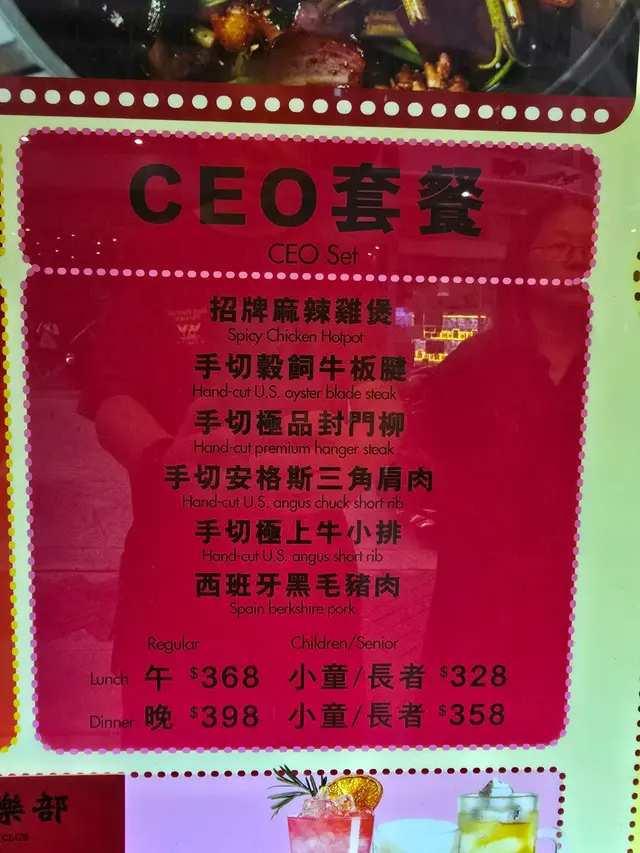 CEO套餐
CEO Set
招牌麻辣雞煲
Spicy Chicken Hotpot
手切穀飼牛板腱
Hand-cut U.S. oyster blade steak
手切極品封門柳
Hand-cut premium hanger steak
手切安格斯三角肩肉
Hand-cut U.S. angus chuck short rib
手切極上牛小排
Hand-cut U.S. angus short rib
西班牙黑毛豬肉
Spain berkshire pork
Regular Children/Senior
Lunch 午 $368 小童/長者 $328
Dinner 晚 $398 小童/長者 $358
樂部
CLUB